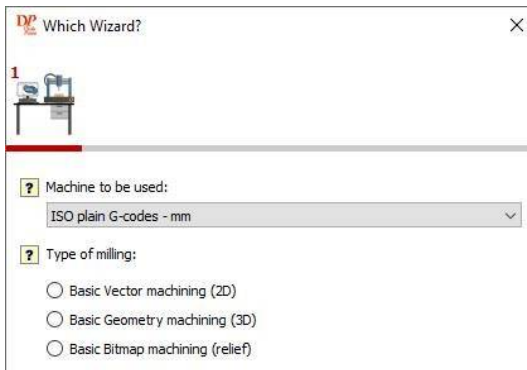 DP Which Wizard?
1
? Machine to be used:
ISO plain G-codes - mm
? Type of milling:
Basic Vector machining (2D)
Basic Geometry machining (3D)
Basic Bitmap machining (relief)